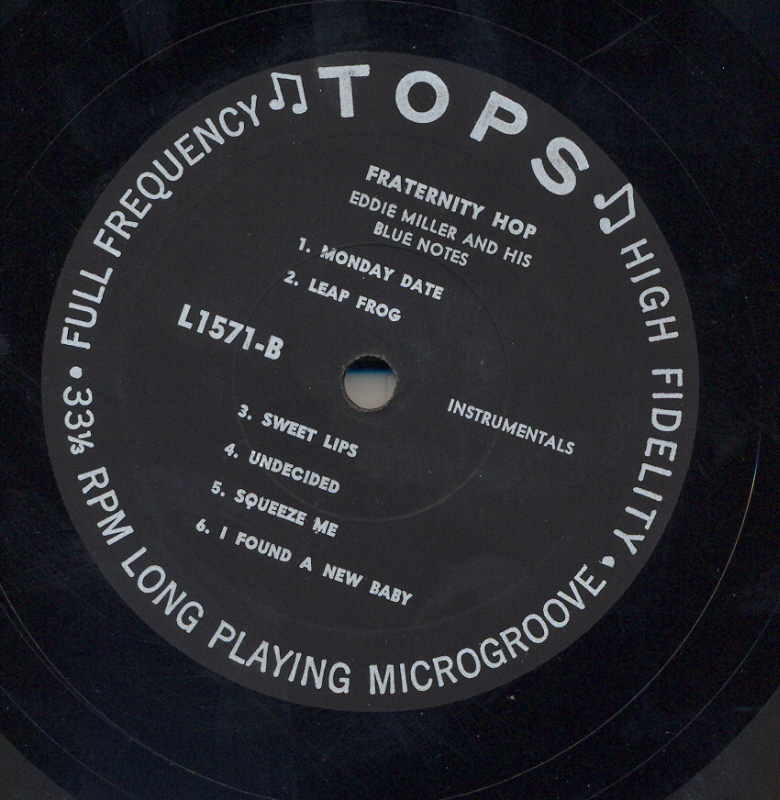 ♫ TOPS ♫
FULL FREQUENCY
HIGH FIDELITY •
FRATERNITY HOP
EDDIE MILLER AND HIS
BLUE NOTES
1. MONDAY DATE
2. LEAP FROG
L1571-B
INSTRUMENTALS
3. SWEET LIPS
4. UNDECIDED
5. SQUEEZE ME
6. I FOUND A NEW BABY
• 33⅓ RPM LONG PLAYING MICROGROOVE •